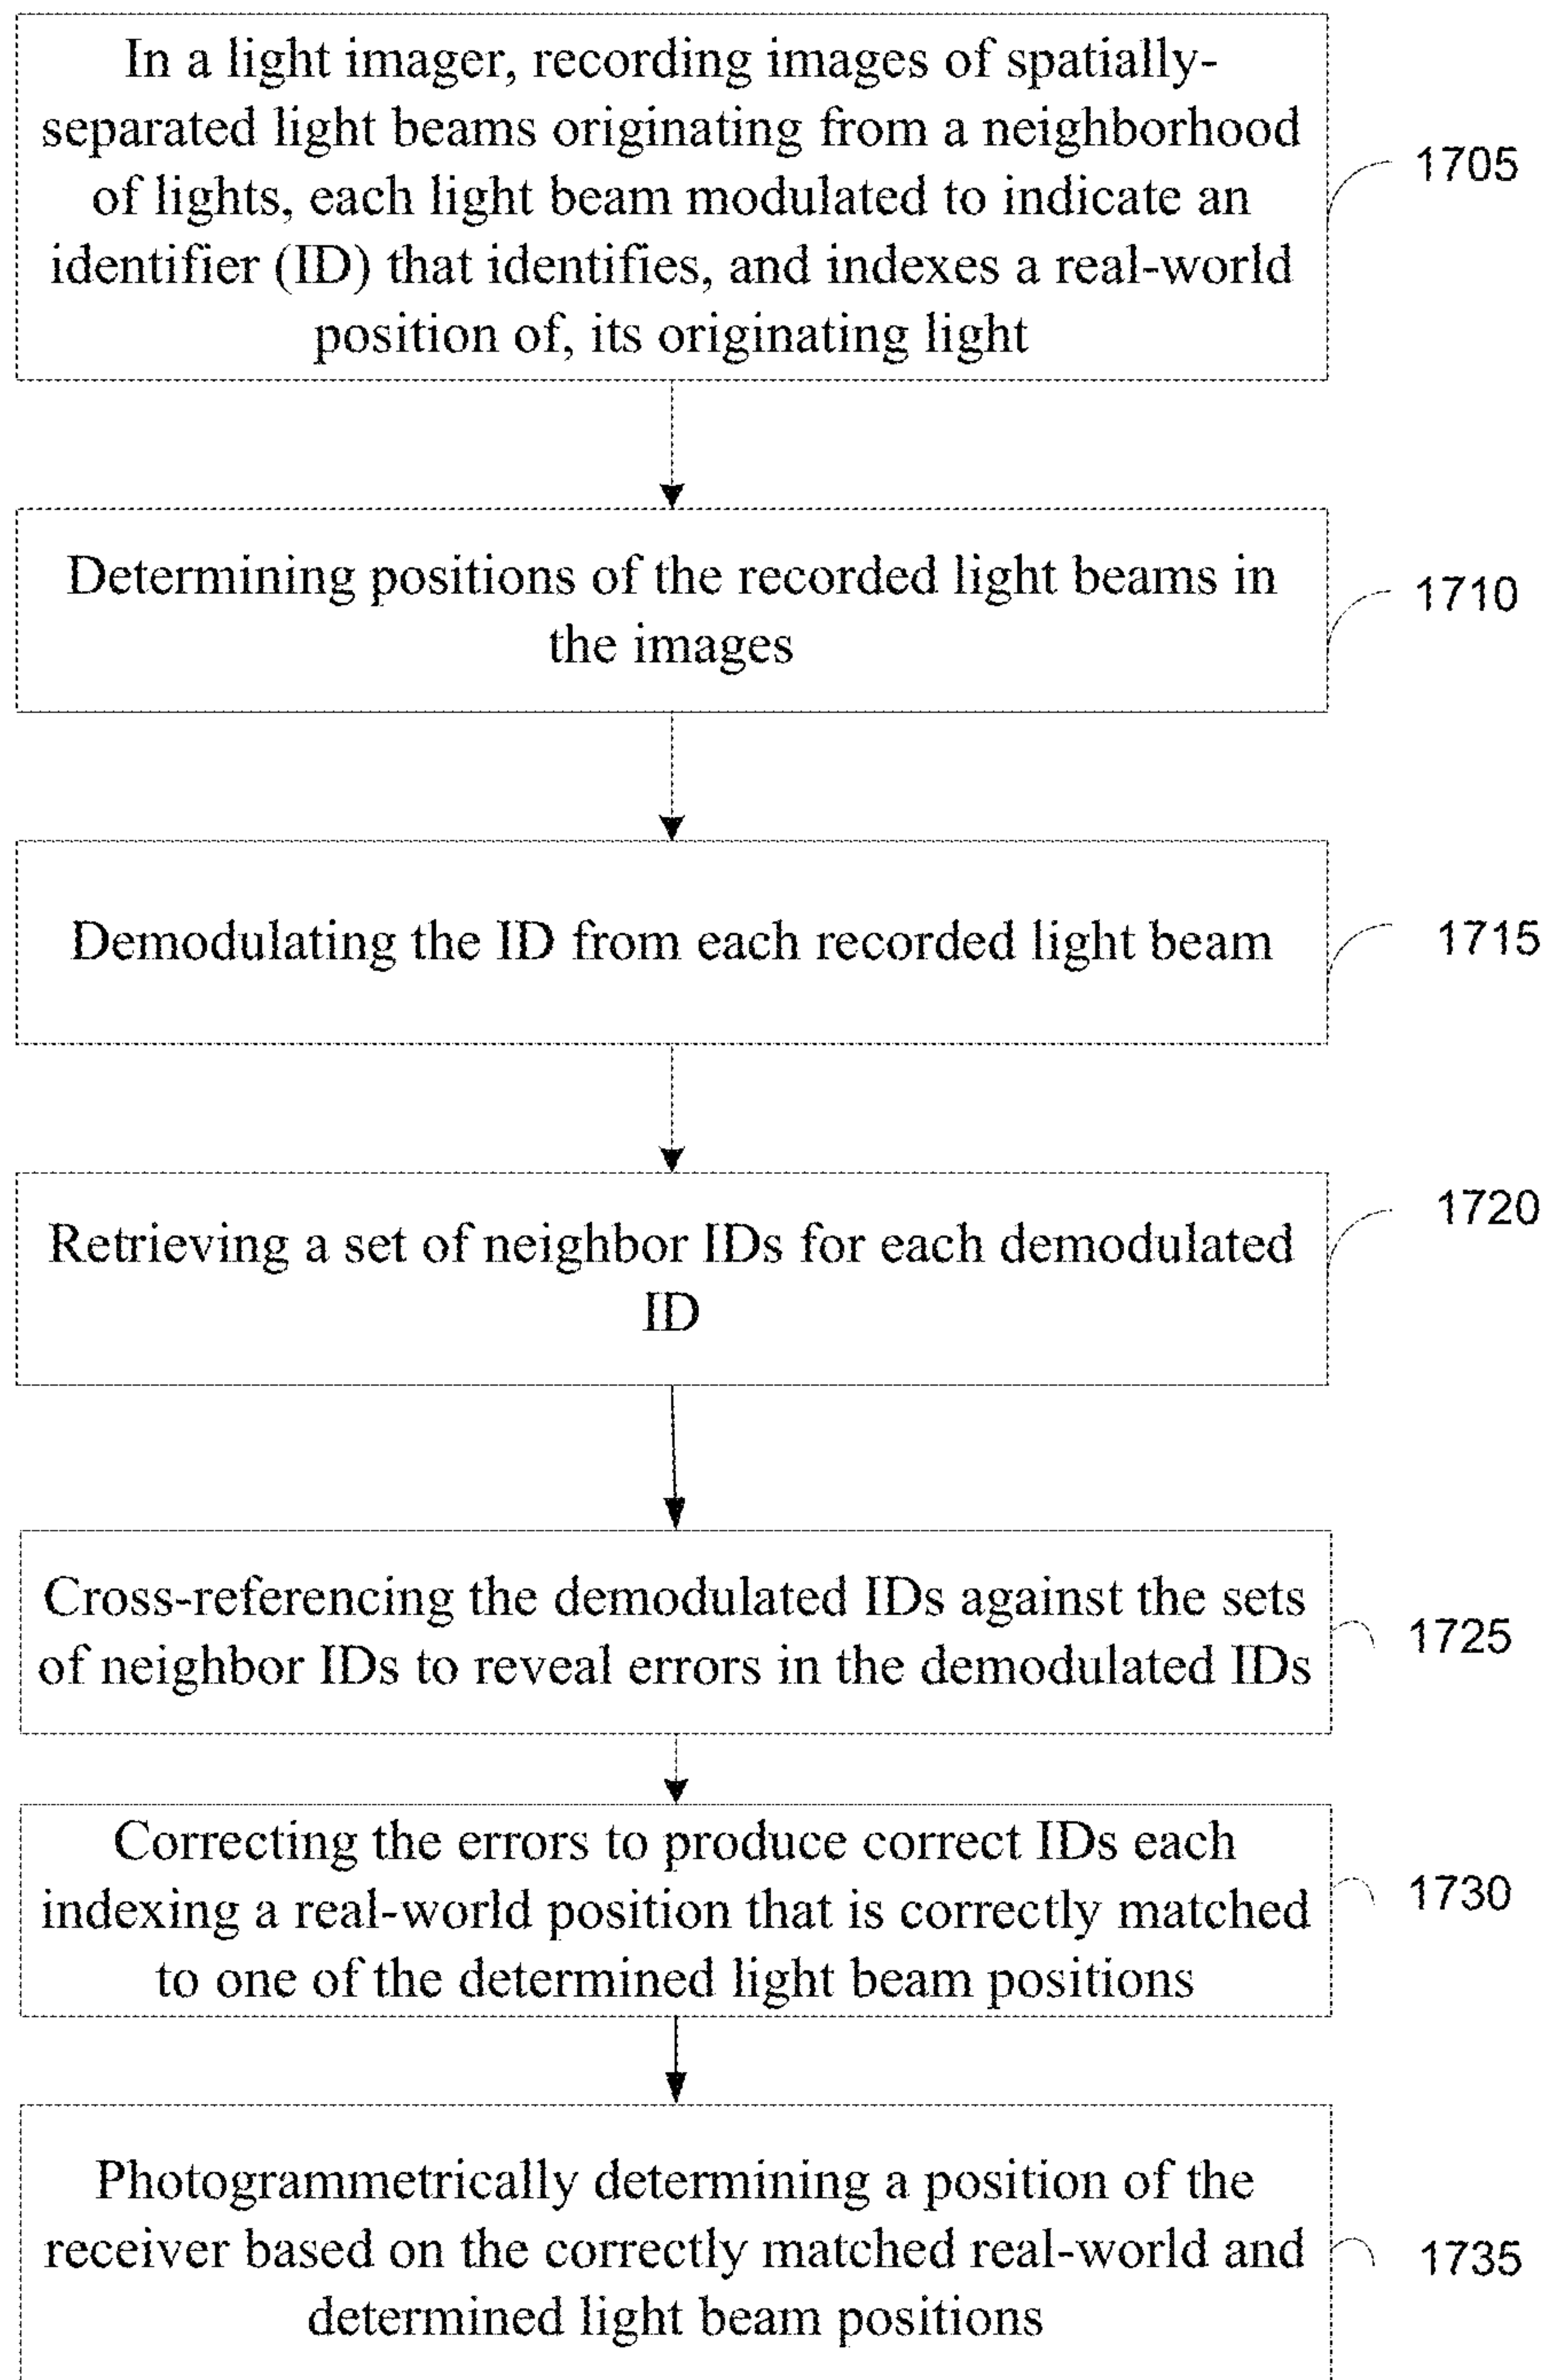 In a light imager, recording images of spatially-
separated light beams originating from a neighborhood
of lights, each light beam modulated to indicate an
identifier (ID) that identifies, and indexes a real-world
position of, its originating light
1705
Determining positions of the recorded light beams in
the images
1710
Demodulating the ID from each recorded light beam
1715
Retrieving a set of neighbor IDs for each demodulated
ID
1720
Cross-referencing the demodulated IDs against the sets
of neighbor IDs to reveal errors in the demodulated IDs
1725
Correcting the errors to produce correct IDs each
indexing a real-world position that is correctly matched
to one of the determined light beam positions
1730
Photogrammetrically determining a position of the
receiver based on the correctly matched real-world and
determined light beam positions
1735